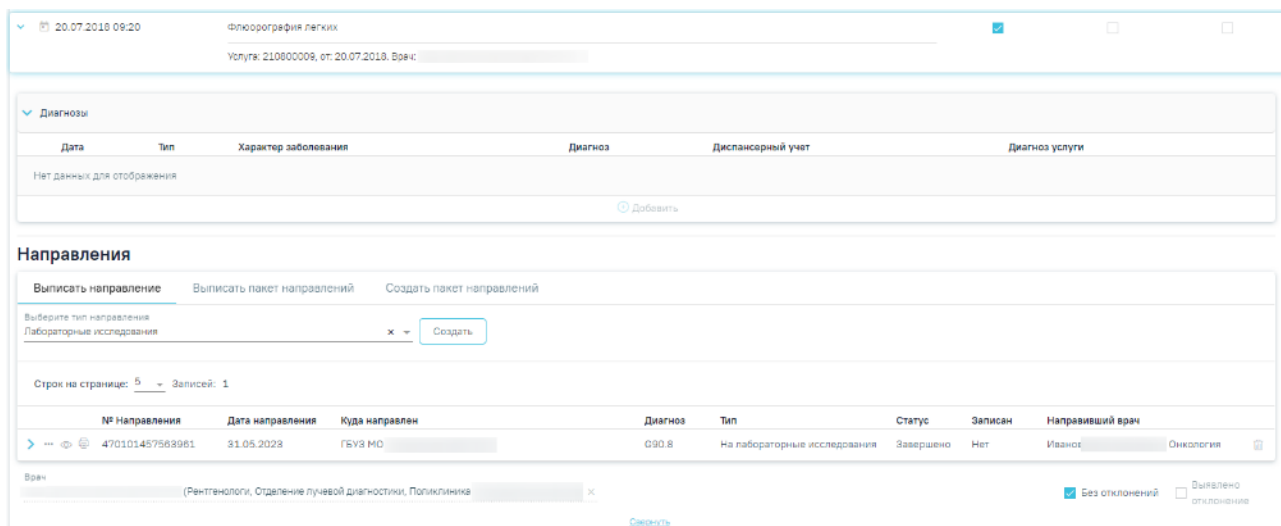 20.07.2018 09:20 Флюорография легких
Услуга: 210800009, от: 20.07.2018. Врач:
Диагнозы
Дата Тип Характер заболевания Диагноз Диспансерный учет Диагноз услуги
Нет данных для отображения
Добавить
Направления
Выписать направление Выписать пакет направлений Создать пакет направлений
Выберите тип направления
Лабораторные исследования Создать
Строк на странице: 5 Записей: 1
№ Направления Дата направления Куда направлен Диагноз Тип Статус Записан Направивший врач
470101457563961 31.05.2023 ГБУЗ МО G90.8 На лабораторные исследования Завершено Нет Иванов Онкология
Врач
(Рентгенологи, Отделение лучевой диагностики, Поликлиника Без отклонений Выявлено
отклонение
Свернуть